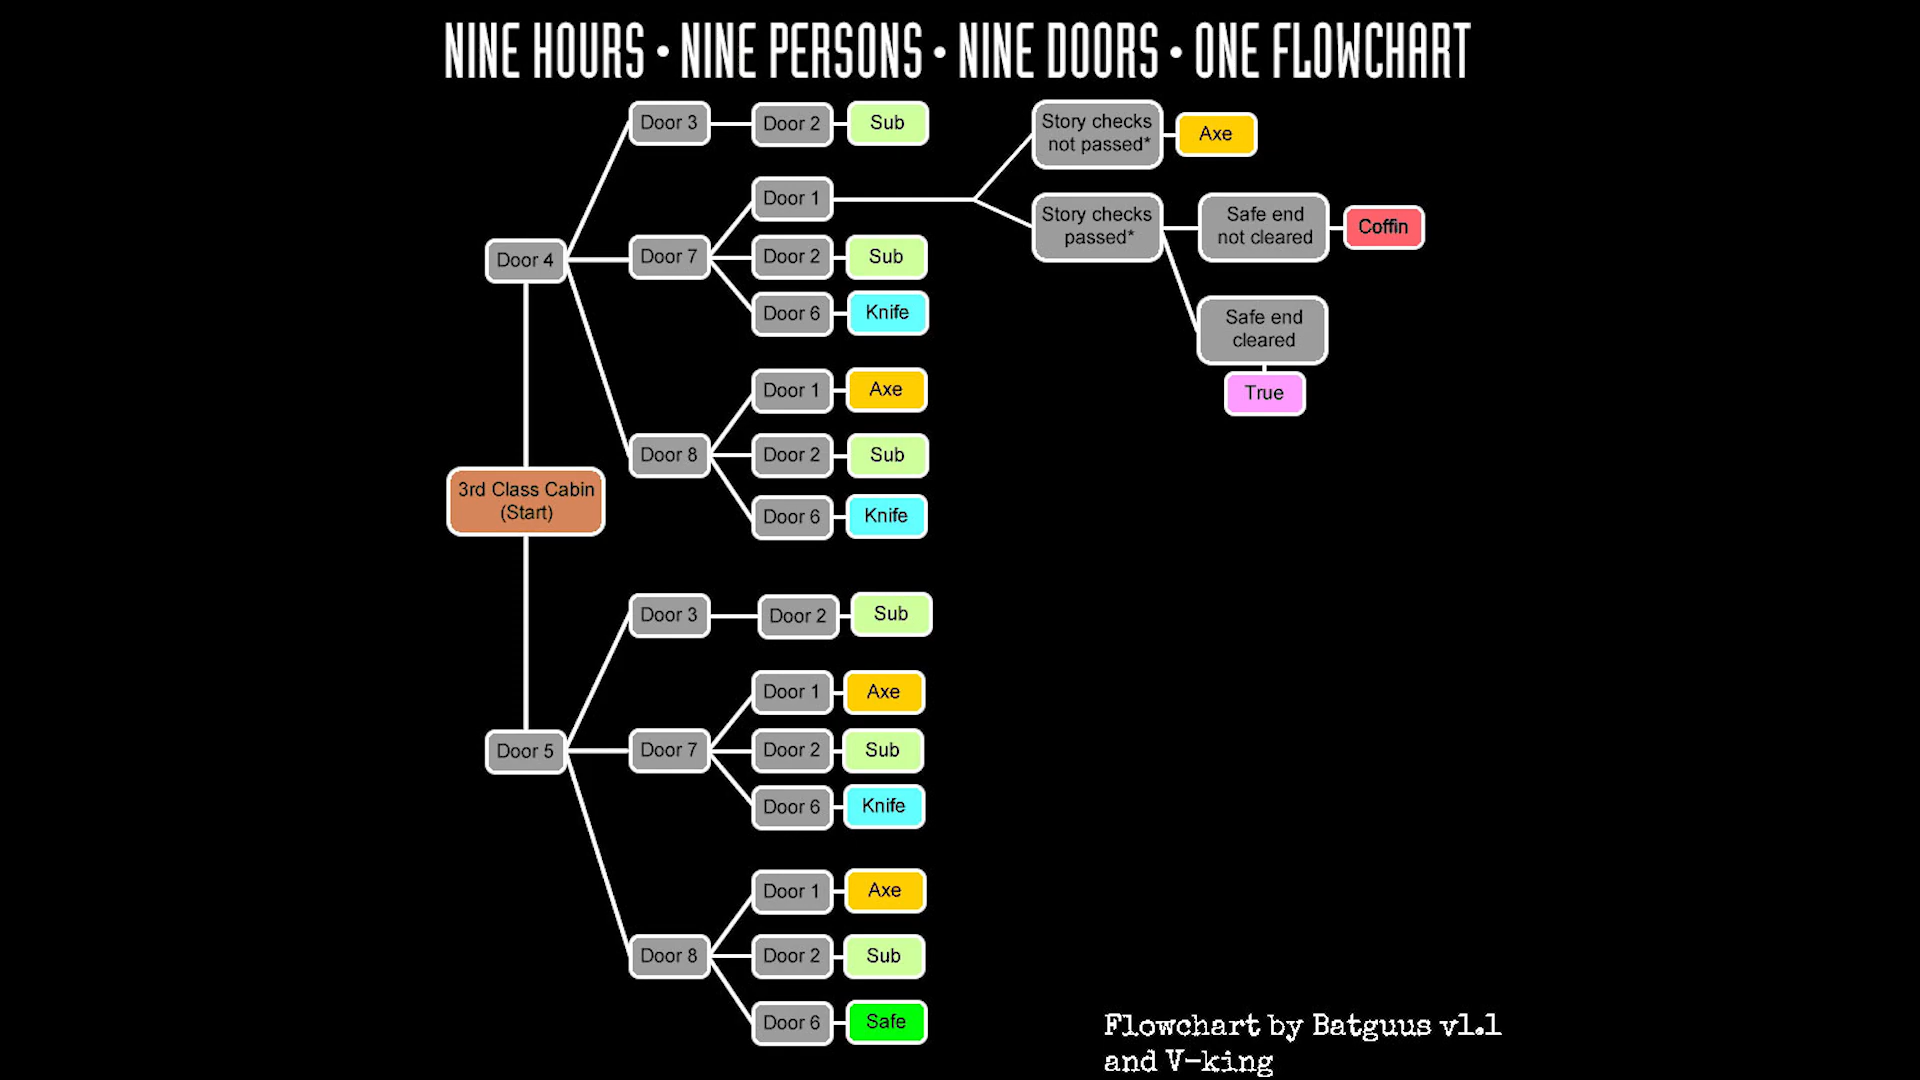 NINE HOURS • NINE PERSONS • NINE DOORS • ONE FLOWCHART
Door 3
Door 2
Sub
Story checks
not passed*
Axe
Door 1
Story checks
passed*
Safe end
not cleared
Coffin
Door 4
Door 7
Door 2
Sub
Door 6
Knife
Safe end
cleared
True
Door 1
Axe
Door 8
Door 2
Sub
Door 6
Knife
3rd Class Cabin
(Start)
Door 3
Door 2
Sub
Door 1
Axe
Door 5
Door 7
Door 2
Sub
Door 6
Knife
Door 1
Axe
Door 8
Door 2
Sub
Door 6
Safe
Flowchart by Batguus v1.1
and V-king